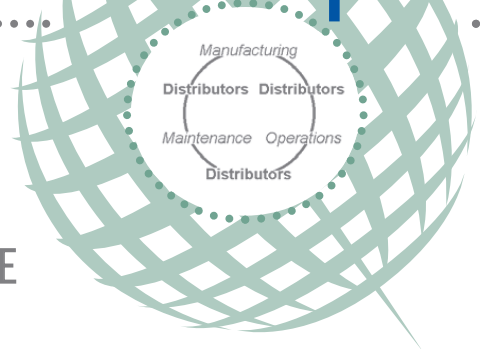 Manufacturing
Distributors Distributors
Maintenance Operations
Distributors
E